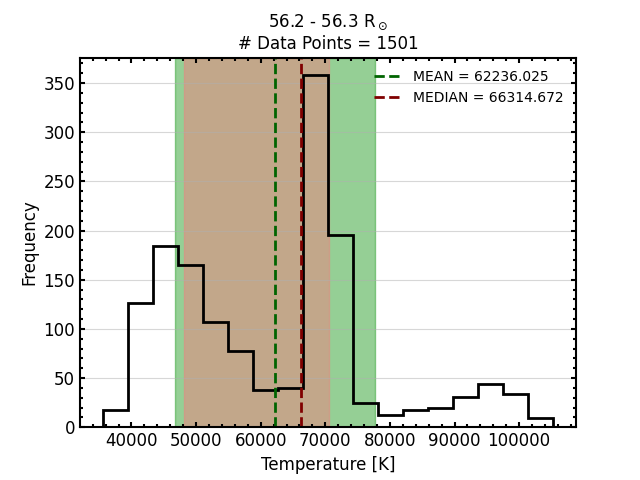 56.2 - 56.3 R⊙
# Data Points = 1501
MEAN = 62236.025
MEDIAN = 66314.672
350
300
250
200
150
100
50
0
Frequency
40000 50000 60000 70000 80000 90000 100000
Temperature [K]